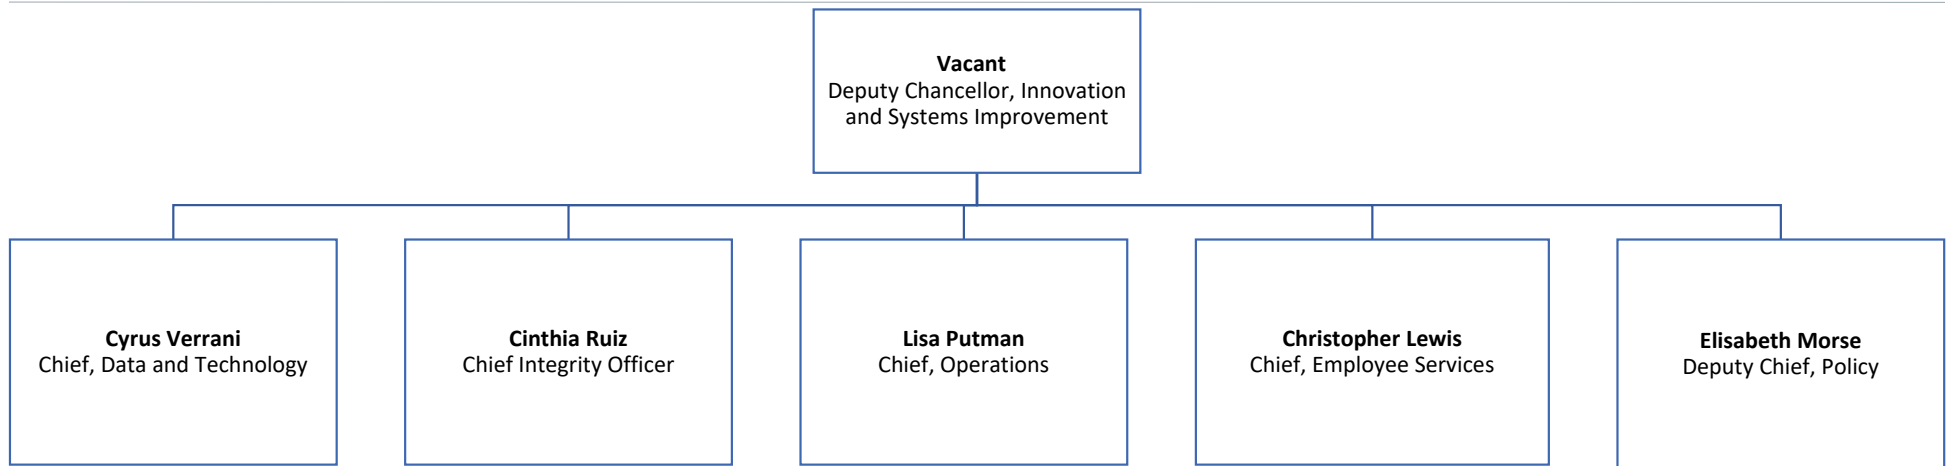 Vacant
Deputy Chancellor, Innovation
and Systems Improvement
Cyrus Verrani
Chief, Data and Technology
Cinthia Ruiz
Chief Integrity Officer
Lisa Putman
Chief, Operations
Christopher Lewis
Chief, Employee Services
Elisabeth Morse
Deputy Chief, Policy